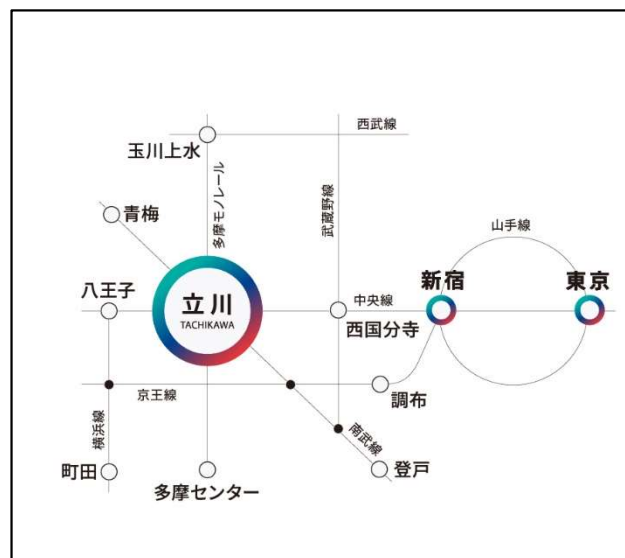 西武線
玉川上水
多摩モノレール
武蔵野線
青梅
山手線
八王子
立川
TACHIKAWA
中央線
新宿
東京
西国分寺
京王線
調布
横浜線
南武線
町田
多摩センター
登戸